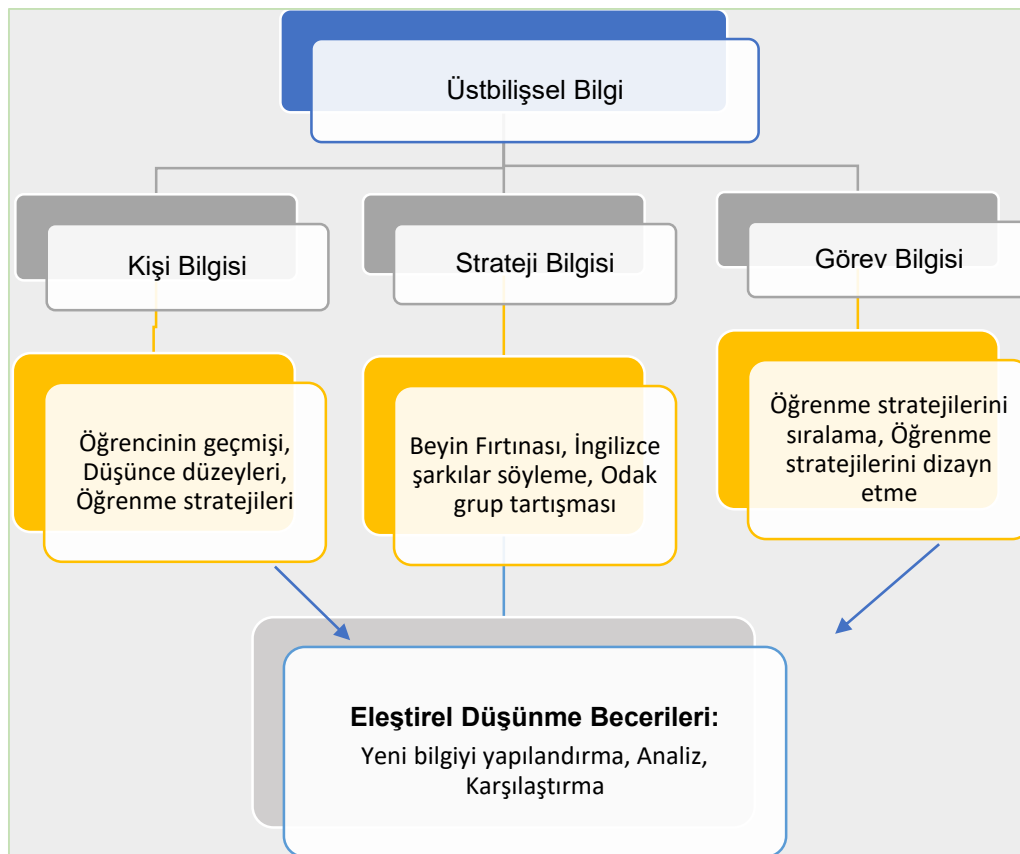 Üstbilişsel Bilgi
Kişi Bilgisi
Strateji Bilgisi
Görev Bilgisi
Öğrencinin geçmişi,
Düşünce düzeyleri,
Öğrenme stratejileri
Beyin Fırtınası, İngilizce
şarkılar söyleme, Odak
grup tartışması
Öğrenme stratejilerini
sıralama, Öğrenme
stratejilerini dizayn
etme
Eleştirel Düşünme Becerileri:
Yeni bilgiyi yapılandırma, Analiz,
Karşılaştırma